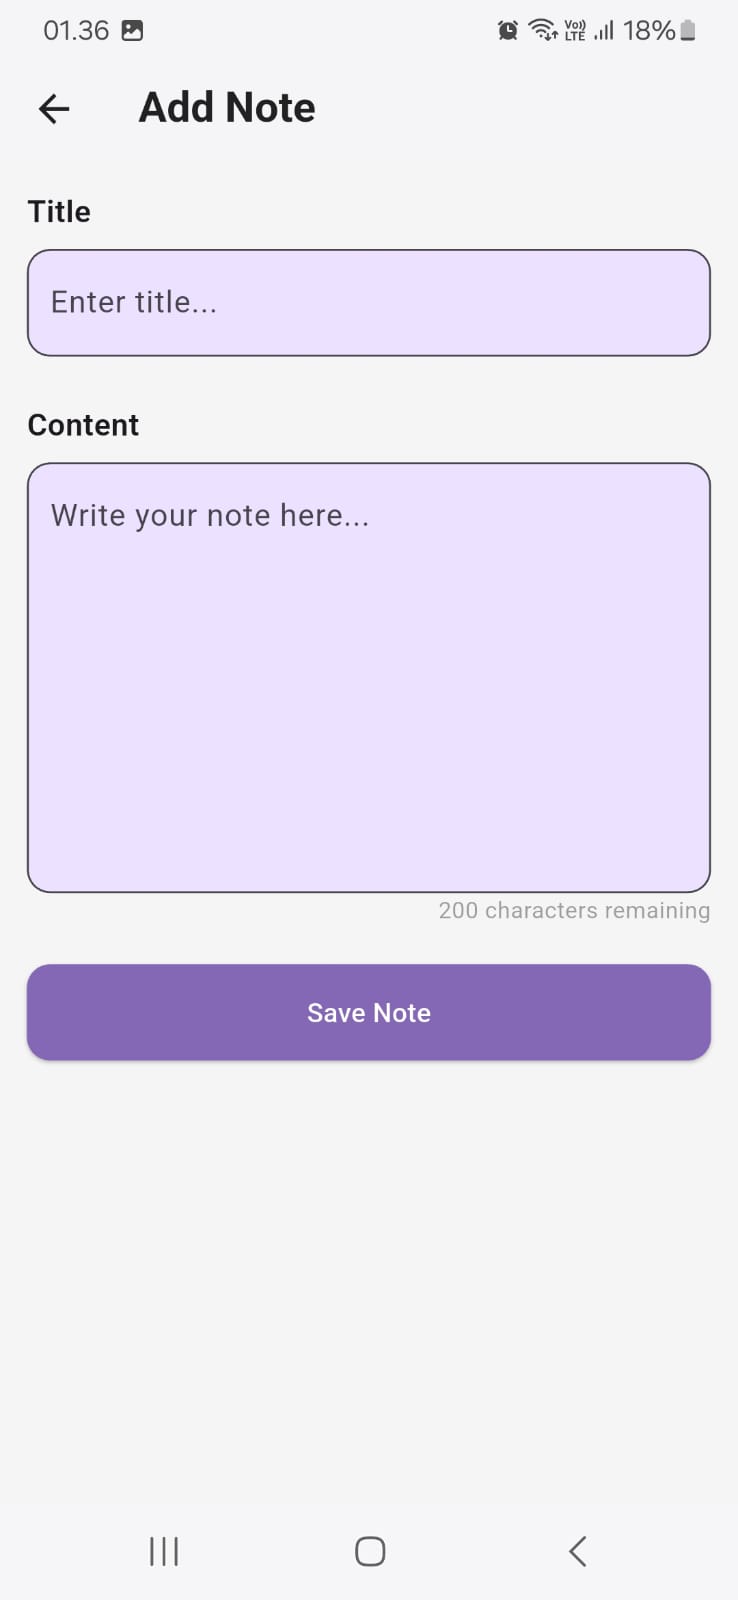 01.36 Vo)) LTE 18%
Add Note
Title
Enter title...
Content
Write your note here...
200 characters remaining
Save Note